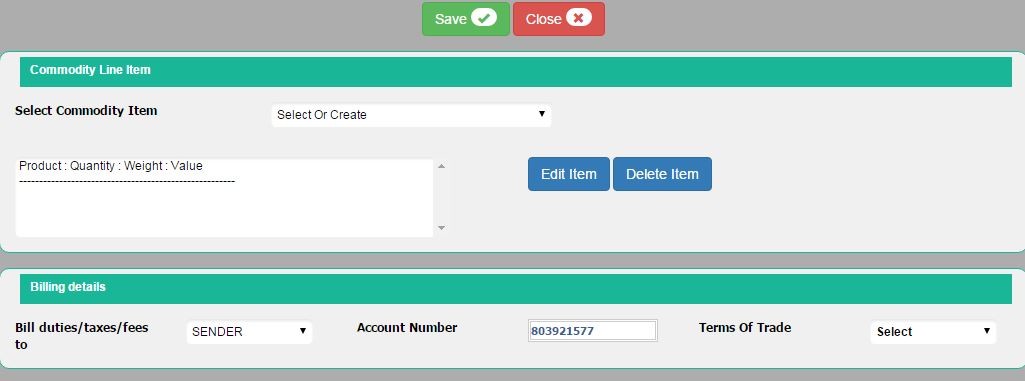 Save Close
Commodity Line Item
Select Commodity Item Select Or Create
Product : Quantity : Weight : Value
-------------------------------------------------------
Edit Item Delete Item
Billing details
Bill duties/taxes/fees to SENDER Account Number 803921577 Terms Of Trade Select